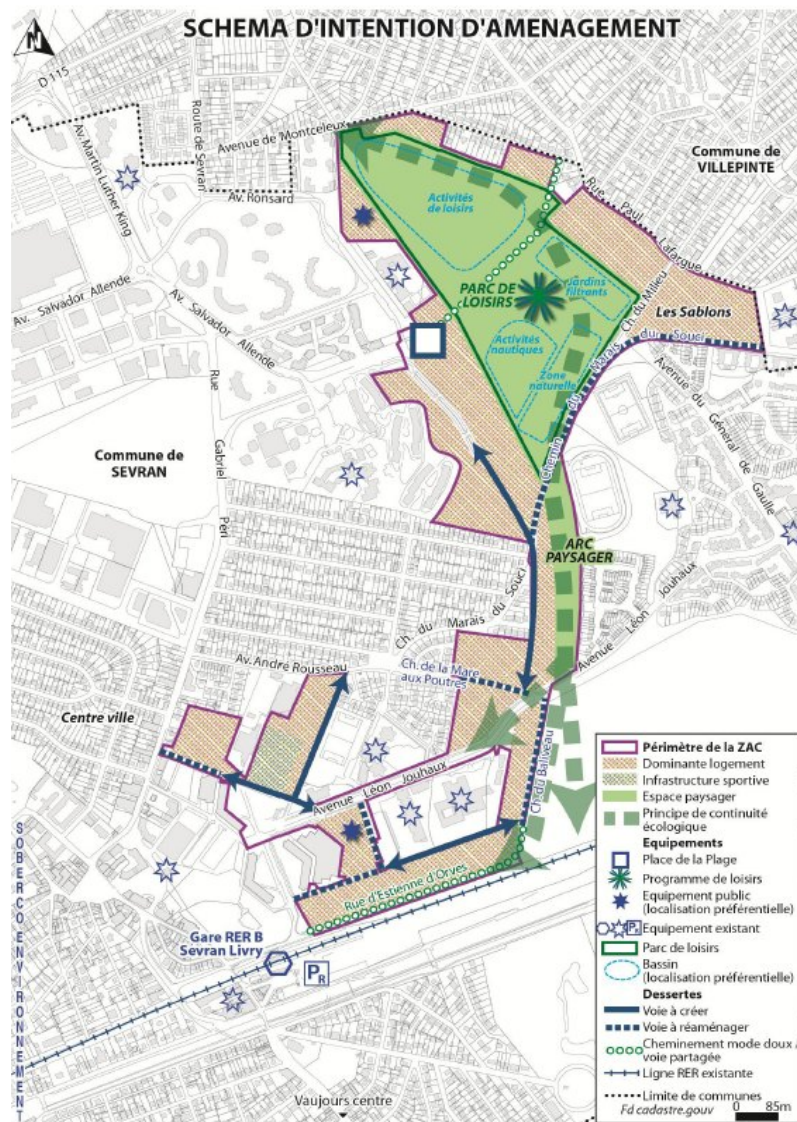 SCHEMA D'INTENTION D'AMENAGEMENT
N
D 115
Route de Sevran
Avenue de Montceleux
Av. Martin Luther King
Commune de
VILLEPINTE
Rue Paul Lafargue
Av. Ronsard
Activités
de loisirs
PARC DE
LOISIRS
Jardins
filtrants
Ch. du Marais du Souci
Ch. du Milieu
Les Sablons
Av. Salvador Allende
Av. Salvador Allende
Activités
nautiques
Zone
naturelle
Chemin du Marais du Souci
Avenue du Général de Gaulle
Rue Gabriel Péri
Commune de
SEVRAN
ARC
PAYSAGER
Ch. du Marais du Souci
Avenue Léon Jouhaux
Av. André Rousseau
Ch. de la Mare
aux Poutres
Centre ville
Avenue Léon Jouhaux
Ch. du Baliveau
Rue d'Estienne d'Orves
Gare RER B
Sevran Livry
PR
Vaujours centre
SOBERCO ENVIRONNEMENT
Périmètre de la ZAC
Dominante logement
Infrastructure sportive
Espace paysager
Principe de continuité
écologique
Equipements
Place de la Plage
Programme de loisirs
Equipement public
(localisation préférentielle)
PR Equipement existant
Parc de loisirs
Bassin
(localisation préférentielle)
Dessertes
Voie à créer
Voie à réaménager
Cheminement mode doux /
voie partagée
Ligne RER existante
Limite de communes
Fd cadastre.gouv
0 85m